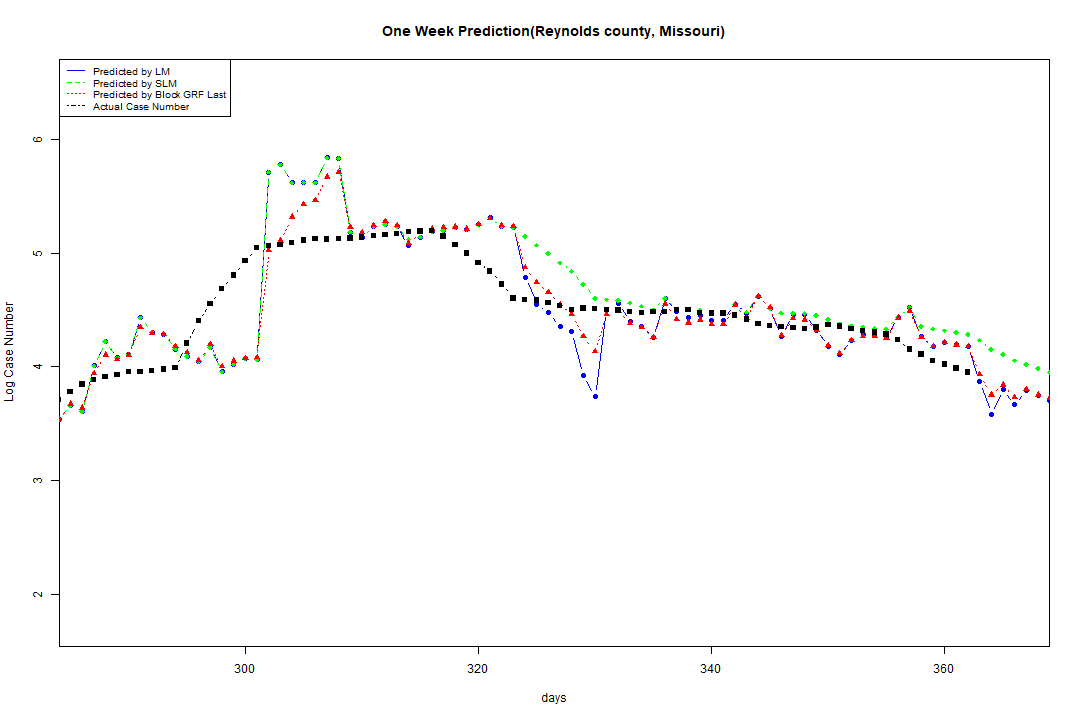 One Week Prediction(Reynolds county, Missouri)
Predicted by LM
Predicted by SLM
Predicted by Block GRF Last
Actual Case Number
6
5
4
3
2
Log Case Number
300 320 340 360
days